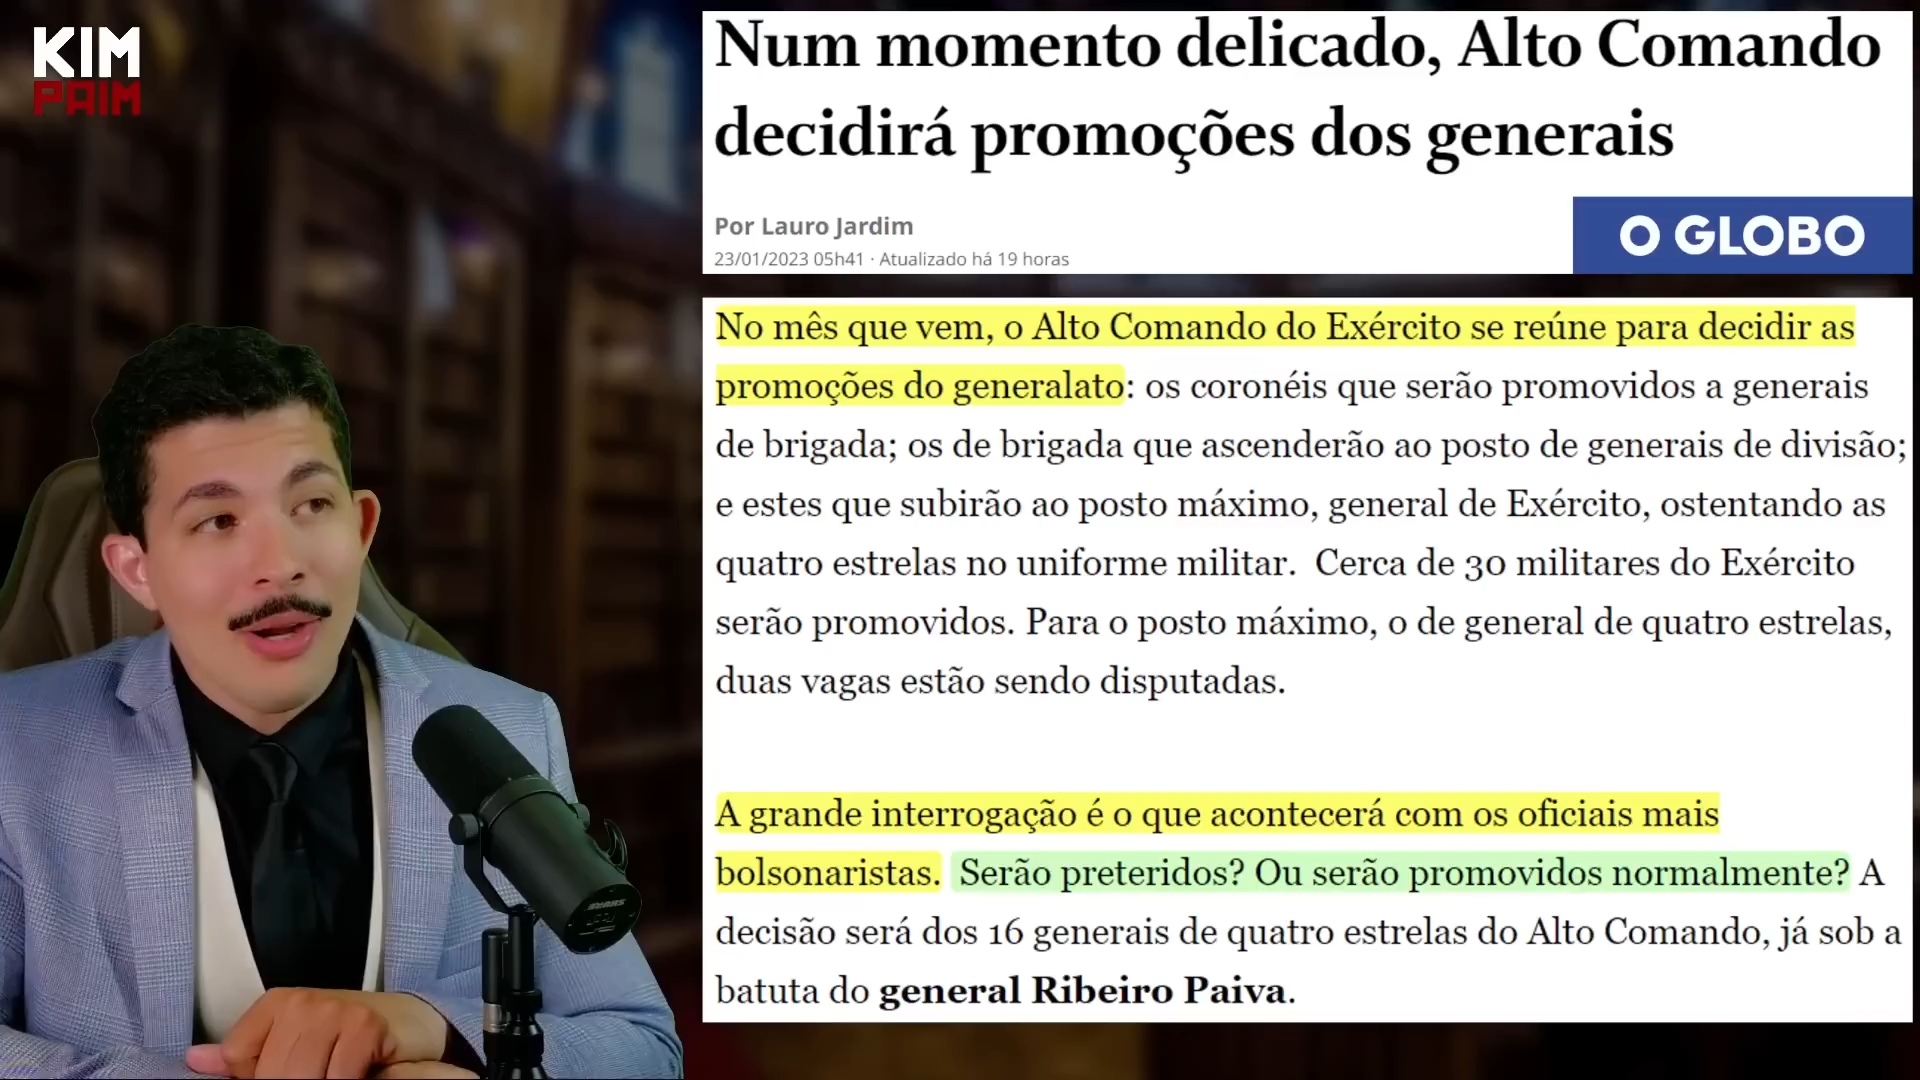 KIM
PAIM
Num momento delicado, Alto Comando
decidirá promoções dos generais
Por Lauro Jardim
23/01/2023 05h41 · Atualizado há 19 horas
O GLOBO
No mês que vem, o Alto Comando do Exército se reúne para decidir as
promoções do generalato: os coronéis que serão promovidos a generais
de brigada; os de brigada que ascenderão ao posto de generais de divisão;
e estes que subirão ao posto máximo, general de Exército, ostentando as
quatro estrelas no uniforme militar. Cerca de 30 militares do Exército
serão promovidos. Para o posto máximo, o de general de quatro estrelas,
duas vagas estão sendo disputadas.
A grande interrogação é o que acontecerá com os oficiais mais
bolsonaristas. Serão preteridos? Ou serão promovidos normalmente? A
decisão será dos 16 generais de quatro estrelas do Alto Comando, já sob a
batuta do general Ribeiro Paiva.